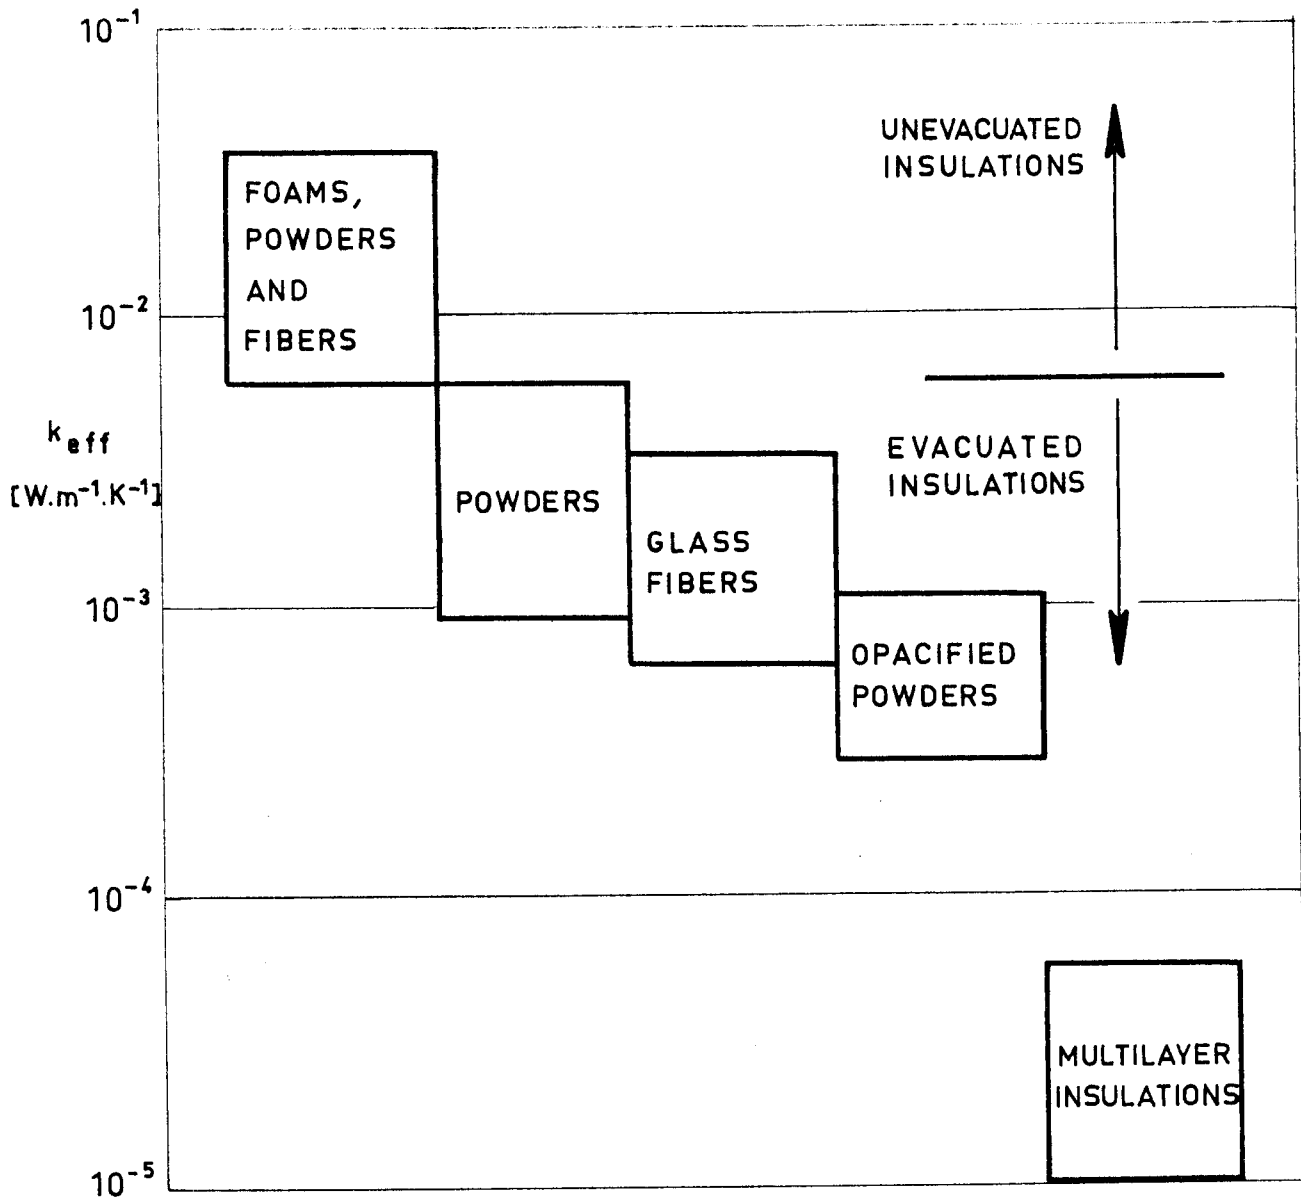 10⁻¹
UNEVACUATED
INSULATIONS
FOAMS,
POWDERS
AND
FIBERS
10⁻²
k eff
[W.m⁻¹.K⁻¹]
EVACUATED
INSULATIONS
POWDERS
GLASS
FIBERS
10⁻³
OPACIFIED
POWDERS
10⁻⁴
MULTILAYER
INSULATIONS
10⁻⁵